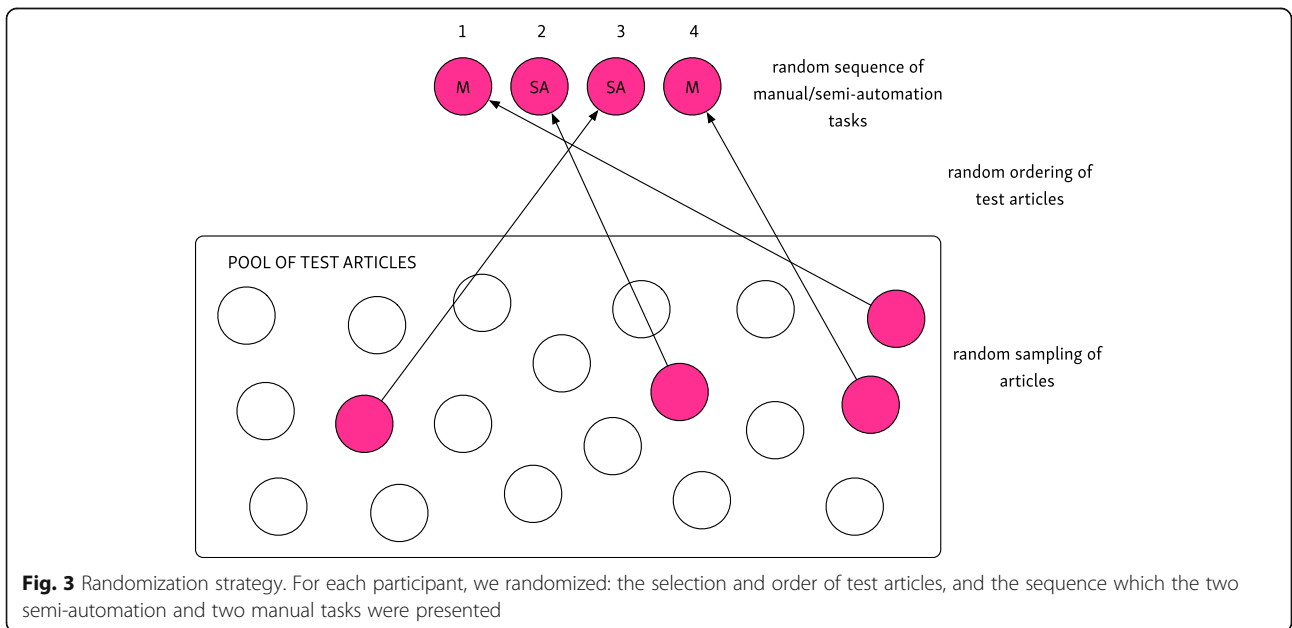 1 2 3 4
M SA SA M
random sequence of
manual/semi-automation
tasks
random ordering of
test articles
POOL OF TEST ARTICLES
random sampling of
articles
Fig. 3 Randomization strategy. For each participant, we randomized: the selection and order of test articles, and the sequence which the two
semi-automation and two manual tasks were presented